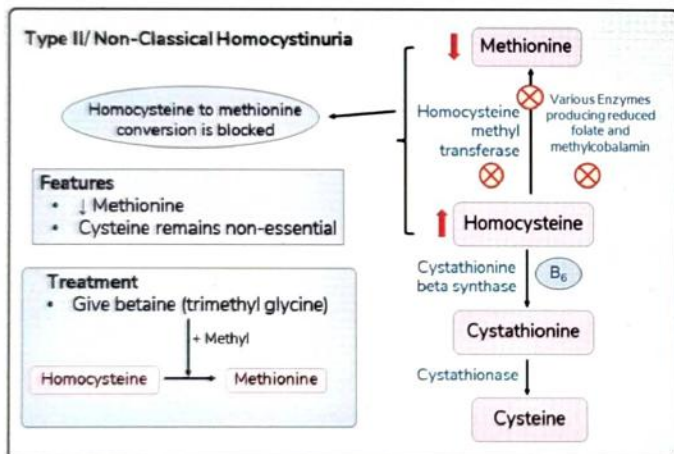 Type II/ Non-Classical Homocystinuria
Homocysteine to methionine
conversion is blocked
Features
• ↓ Methionine
• Cysteine remains non-essential
Treatment
• Give betaine (trimethyl glycine)
+ Methyl
Homocysteine
Methionine
Methionine
Homocysteine
methyl
transferase
Various Enzymes
producing reduced
folate and
methylcobalamin
Homocysteine
Cystathionine
beta synthase
B₆
Cystathionine
Cystathionase
Cysteine